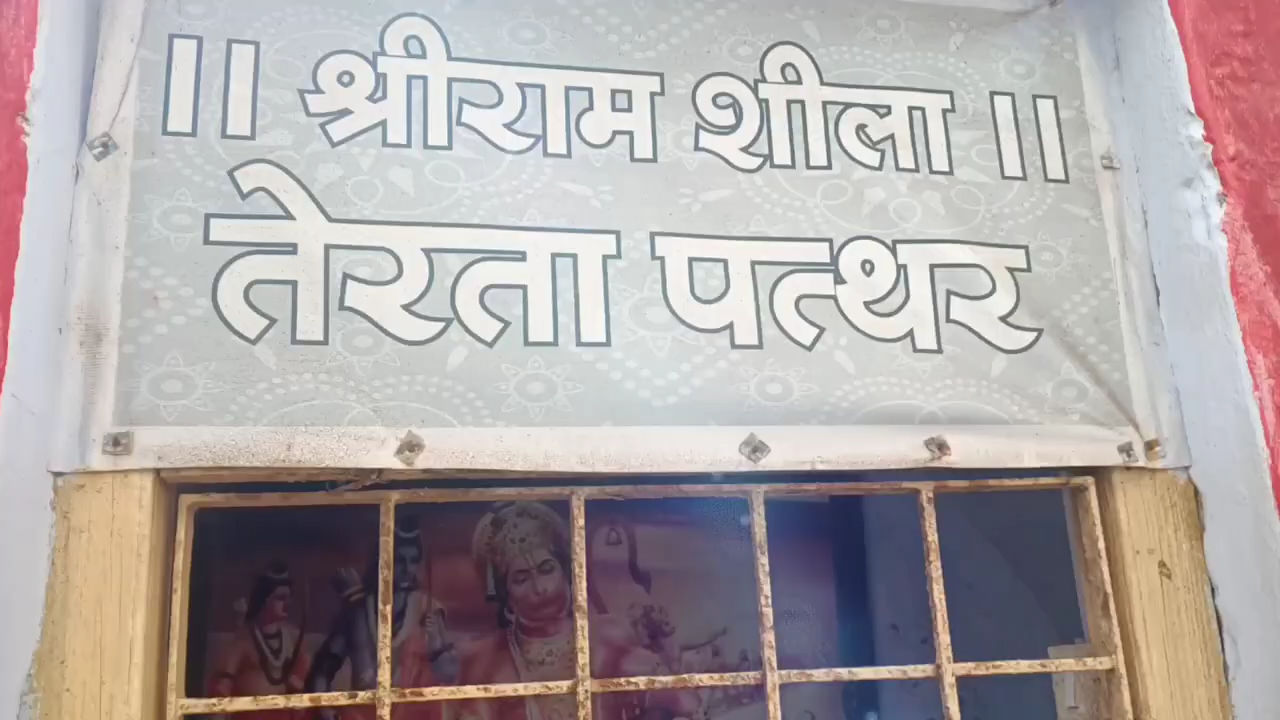 ।। श्रीराम शीला ।।
तेरता पत्थर